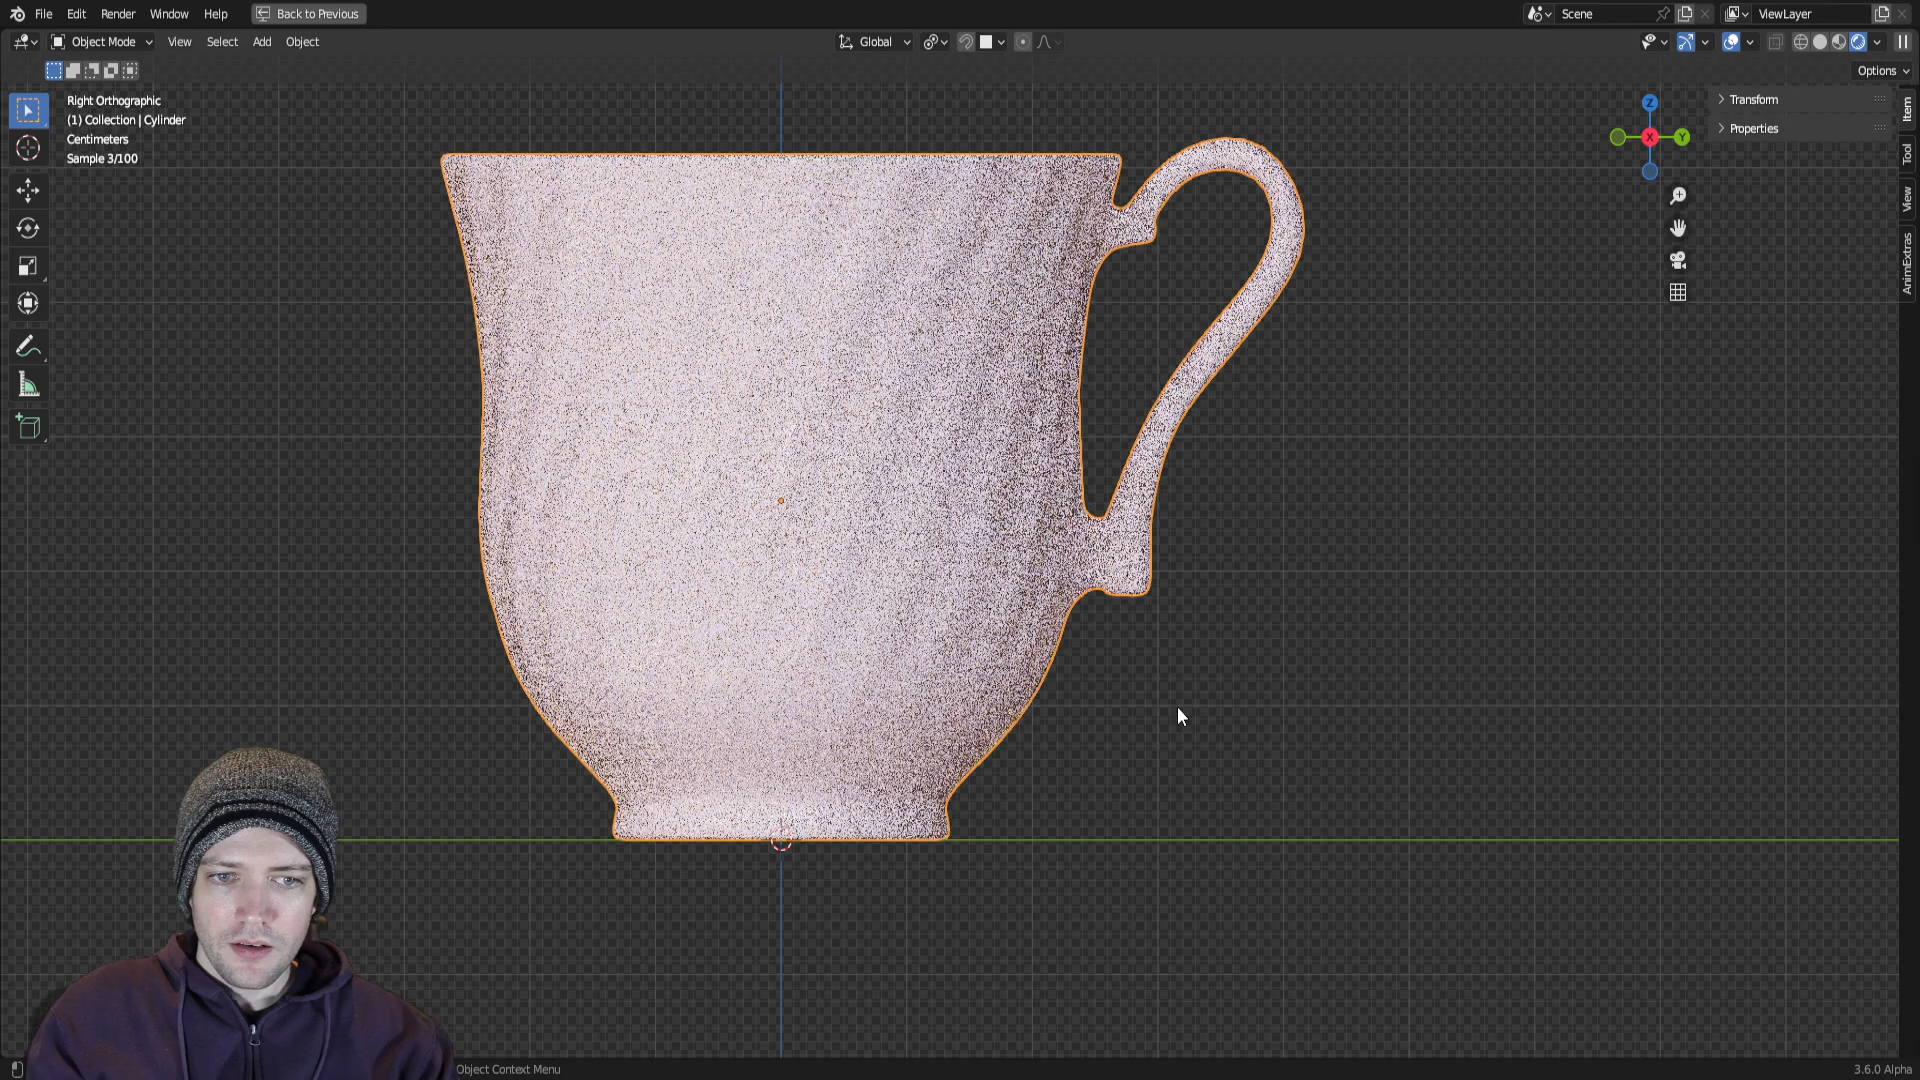 File Edit Render Window Help Back to Previous Scene ViewLayer
Object Mode View Select Add Object Global
Options
Right Orthographic
(1) Collection | Cylinder
Centimeters
Sample 3/100
Z
X Y
Transform
Properties
Item
Tool
View
AnimExtras
Object Context Menu 3.6.0 Alpha